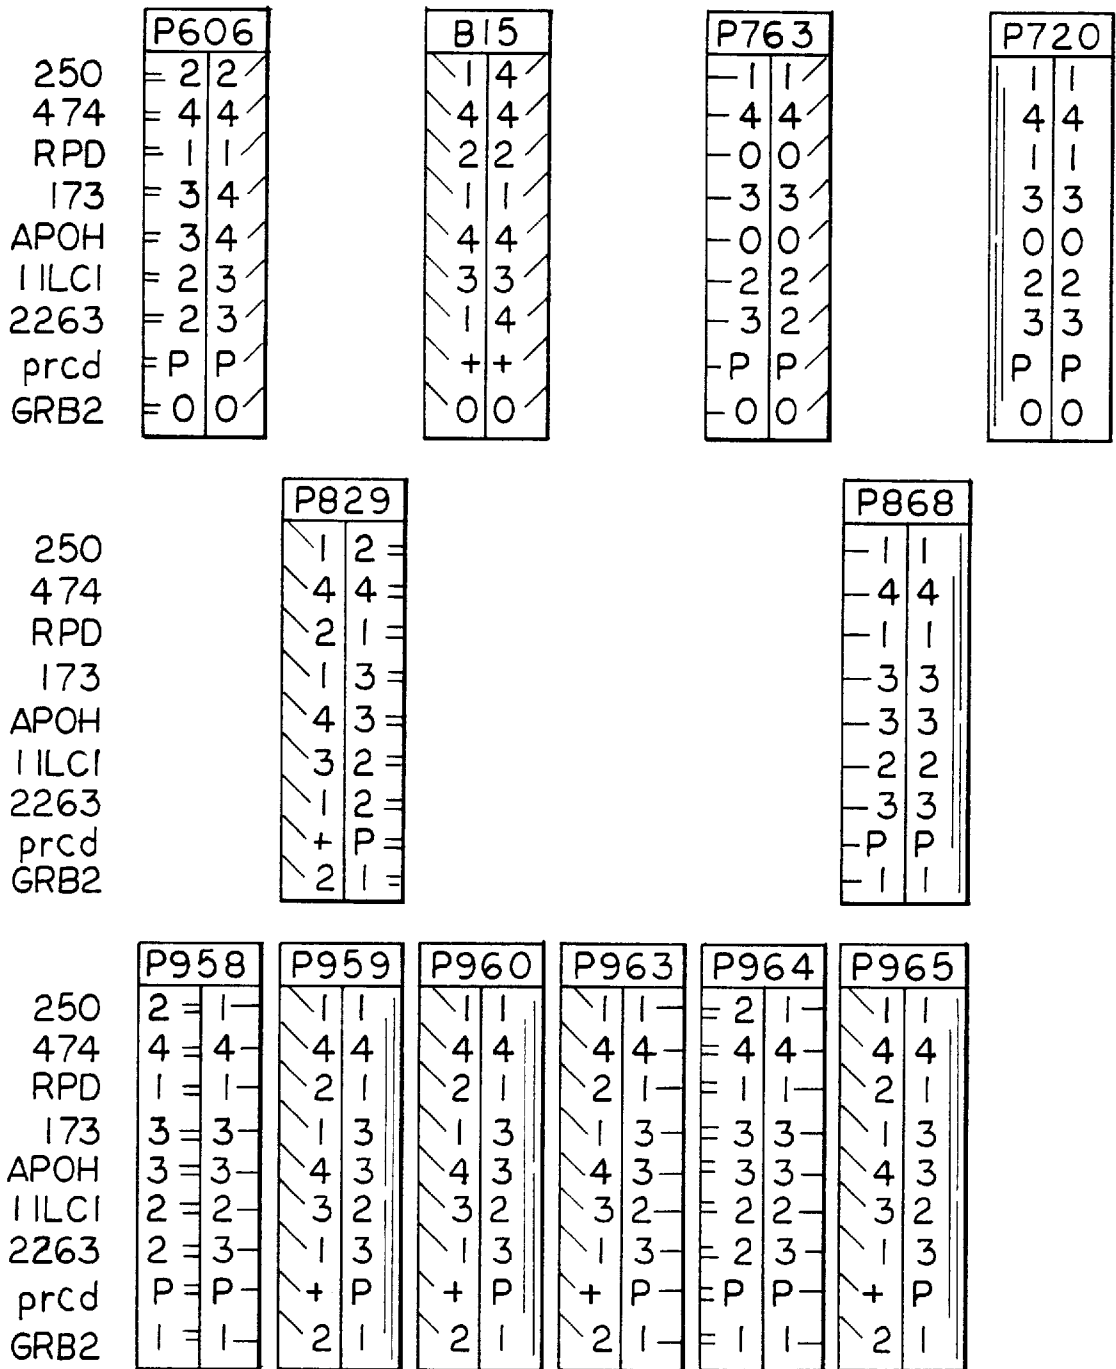 P606 B15 P763 P720
250 = 2 2 1 4 1 1 1 1
474 = 4 4 4 4 4 4 4 4
RPD = 1 1 2 2 0 0 1 1
173 = 3 4 1 1 3 3 3 3
APOH = 3 4 4 4 0 0 0 0
11LC1 = 2 3 3 3 2 2 2 2
2263 = 2 3 1 4 3 2 3 3
prcd = P P + + P P P P
GRB2 = 0 0 0 0 0 0 0 0
P829 P868
250 1 2 = 1 1
474 4 4 = 4 4
RPD 2 1 = 1 1
173 1 3 = 3 3
APOH 4 3 = 3 3
11LC1 3 2 = 2 2
2263 1 2 = 3 3
prcd + P = P P
GRB2 2 1 = 1 1
P958 P959 P960 P963 P964 P965
250 2 = 1 1 1 1 1 1 1 = 2 1 1 1
474 4 = 4 4 4 4 4 4 4 = 4 4 4 4
RPD 1 = 1 2 1 2 1 2 1 = 1 1 2 1
173 3 = 3 1 3 1 3 1 3 = 3 3 1 3
APOH 3 = 3 4 3 4 3 4 3 = 3 3 4 3
11LC1 2 = 2 3 2 3 2 3 2 = 2 2 3 2
2263 2 = 3 1 3 1 3 1 3 = 2 3 1 3
prcd P = P + P + P + P = P P + P
GRB2 1 = 1 2 1 2 1 2 1 = 1 1 2 1